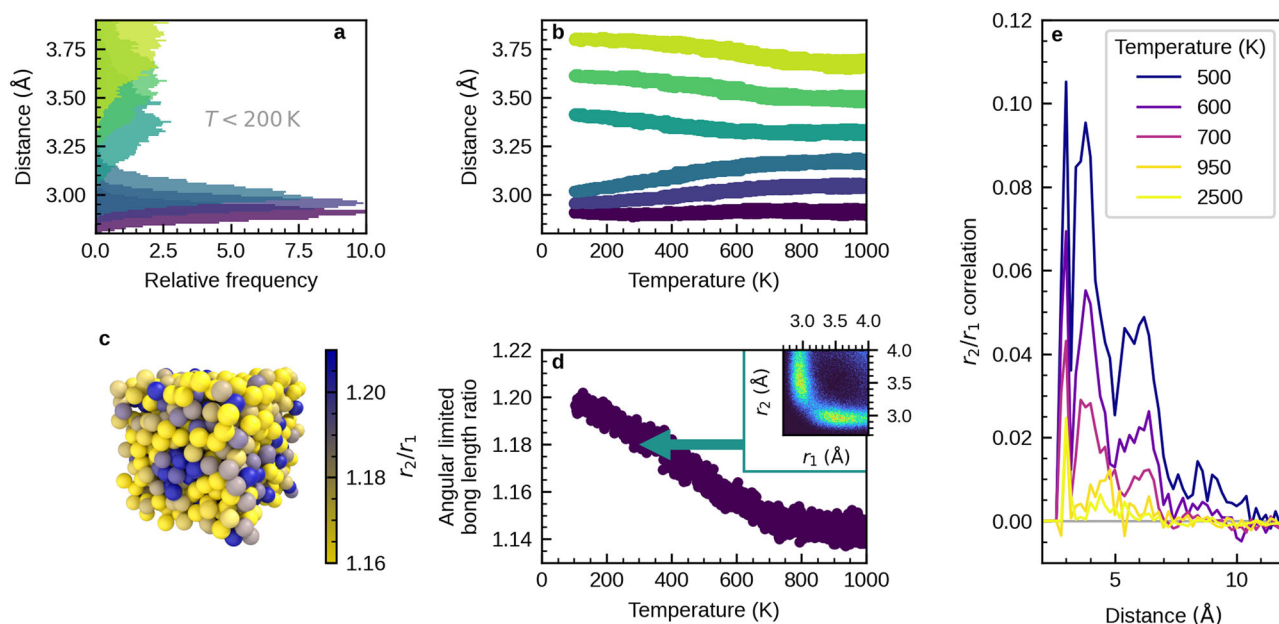 a
3.75
3.50
3.25
3.00
Distance (Å)
T < 200 K
0.0
2.5
5.0
7.5
10.0
Relative frequency
b
3.75
3.50
3.25
3.00
Distance (Å)
0
200
400
600
800
1000
Temperature (K)
c
1.20
1.18
1.16
r2/r1
d
1.22
1.20
1.18
1.16
1.14
Angular limited
bong length ratio
0
200
400
600
800
1000
Temperature (K)
3.0
3.5
4.0
4.0
3.5
3.0
r2 (Å)
r1 (Å)
e
0.12
0.10
0.08
0.06
0.04
0.02
0.00
r2/r1 correlation
Temperature (K)
500
600
700
950
2500
5
10
Distance (Å)